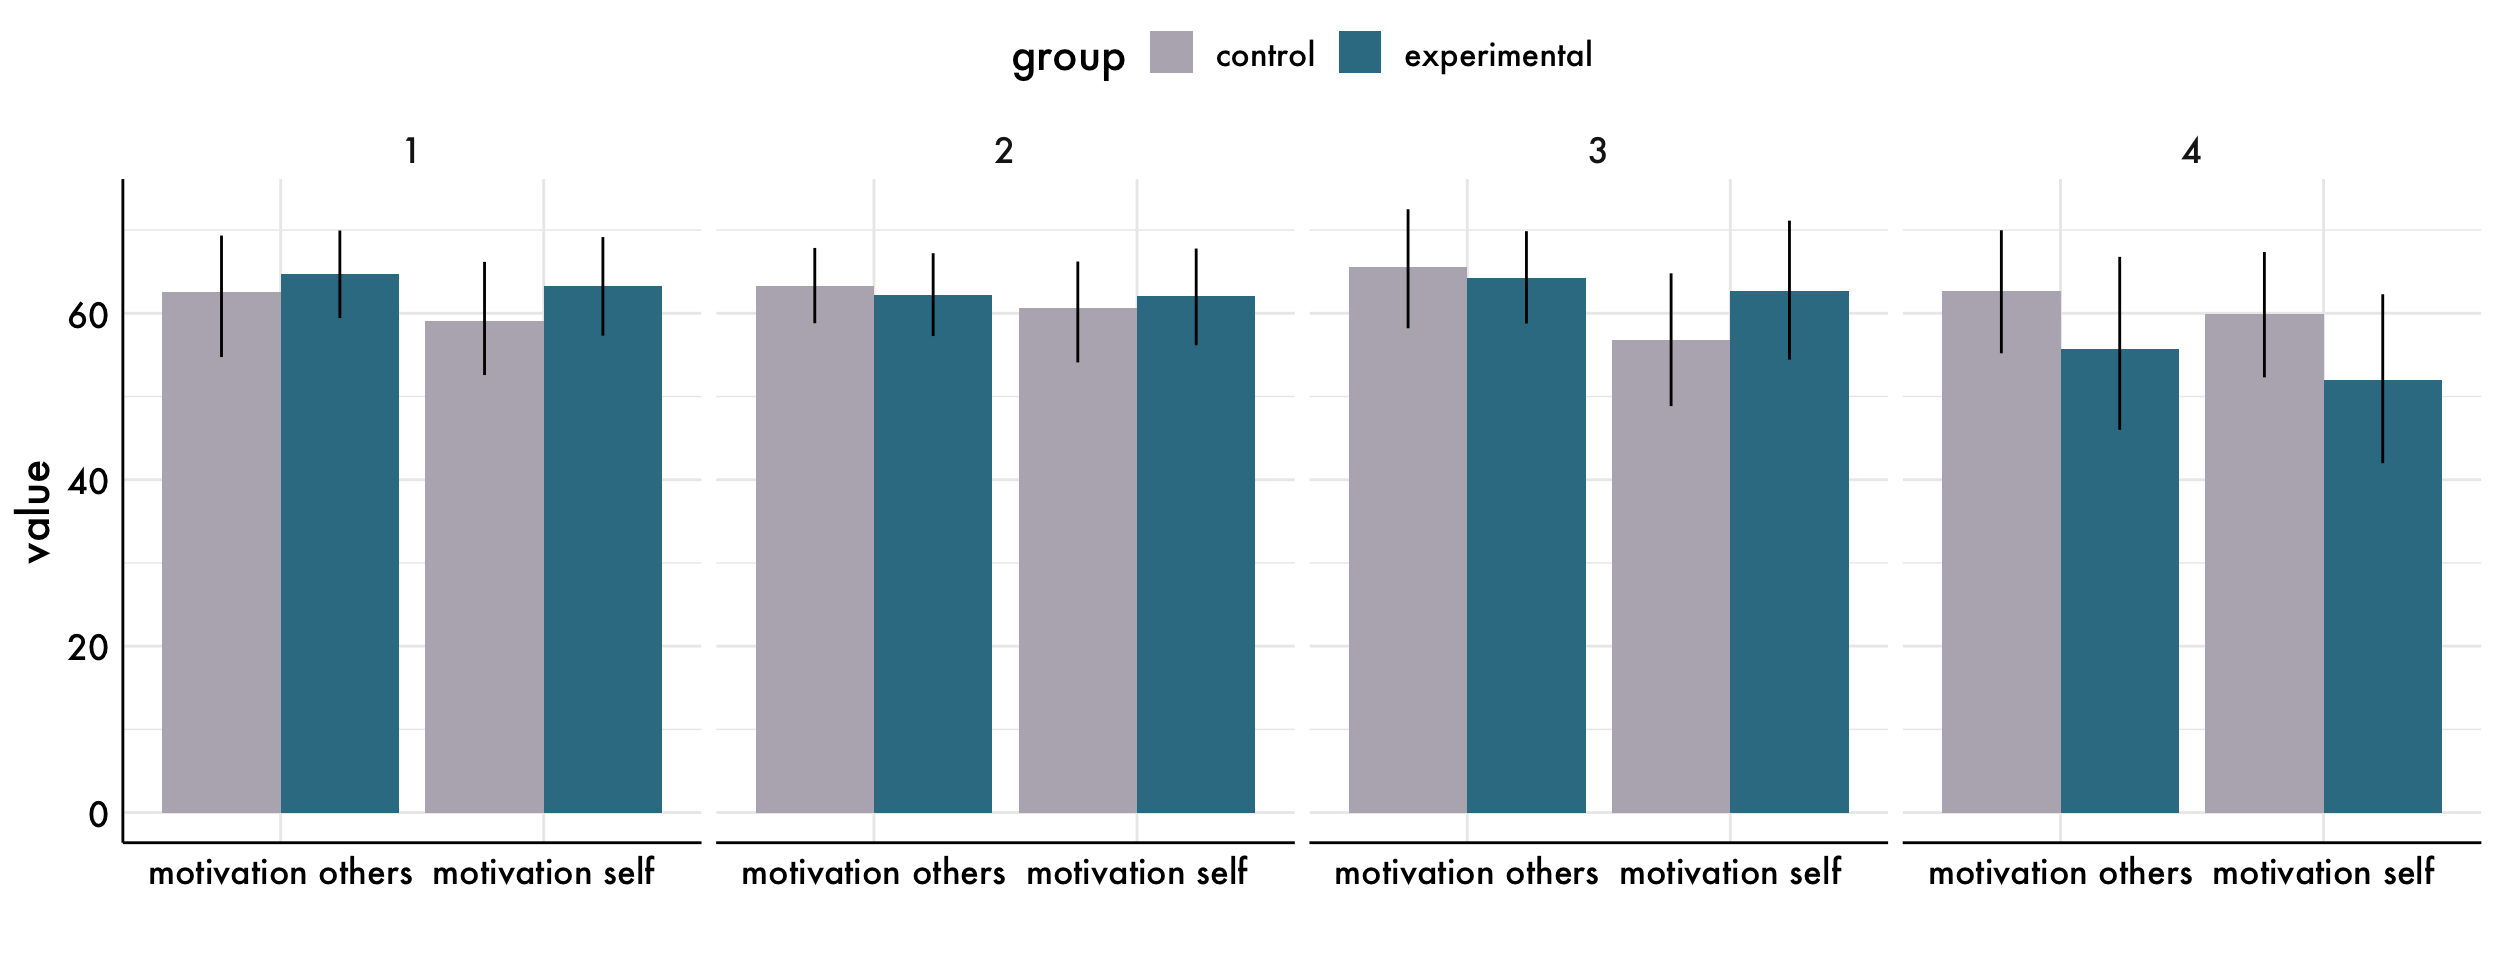 group control experimental
1 2 3 4
value
60
40
20
0
motivation others motivation self motivation others motivation self motivation others motivation self motivation others motivation self